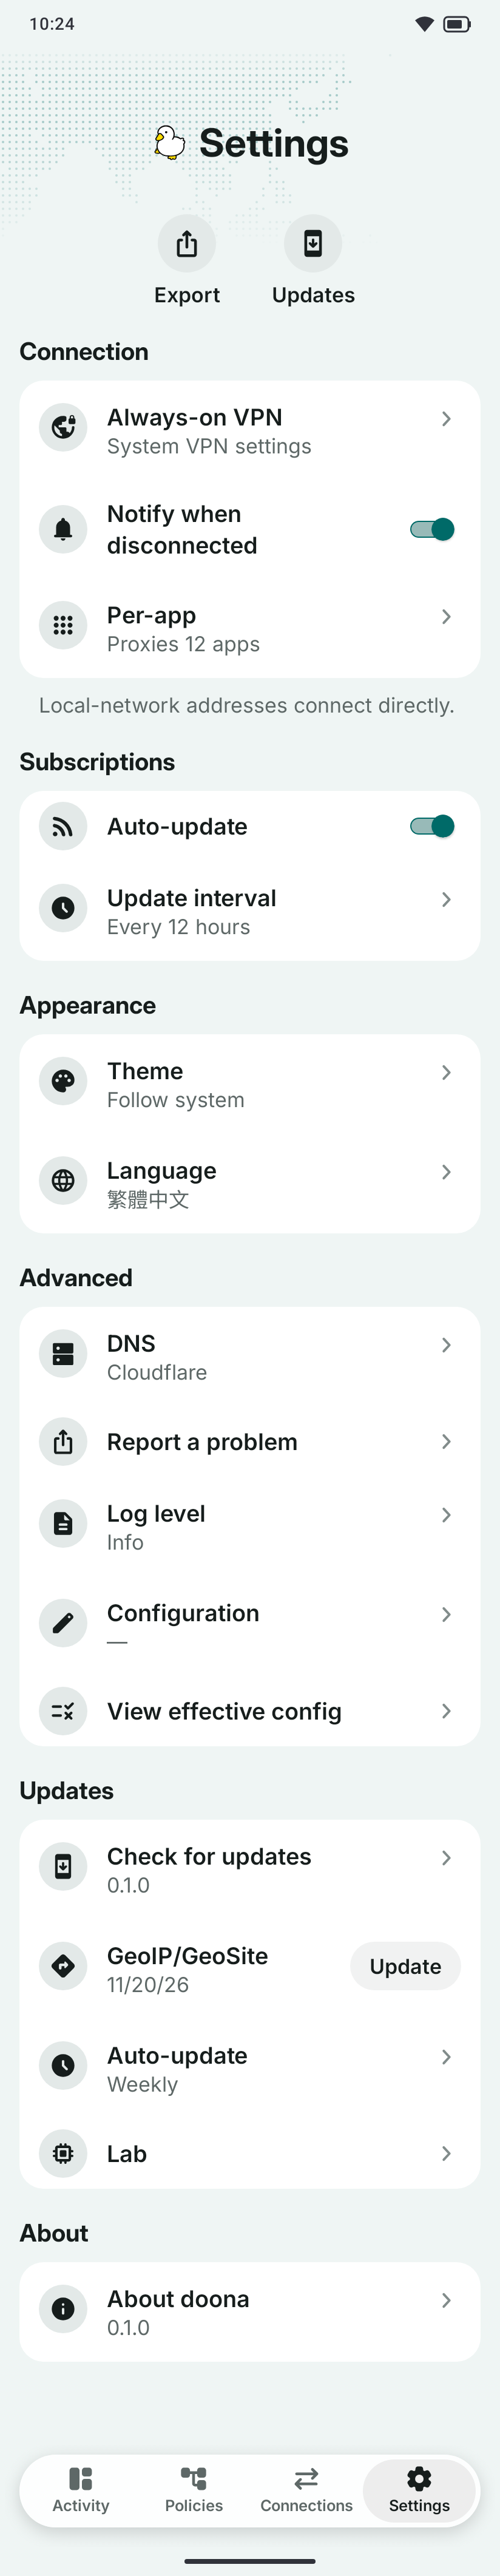 10:24
Settings
Export
Updates
Connection
Always-on VPN
System VPN settings
Notify when
disconnected
Per-app
Proxies 12 apps
Local-network addresses connect directly.
Subscriptions
Auto-update
Update interval
Every 12 hours
Appearance
Theme
Follow system
Language
繁體中文
Advanced
DNS
Cloudflare
Report a problem
Log level
Info
Configuration
—
View effective config
Updates
Check for updates
0.1.0
GeoIP/GeoSite
11/20/26
Update
Auto-update
Weekly
Lab
About
About doona
0.1.0
Activity
Policies
Connections
Settings